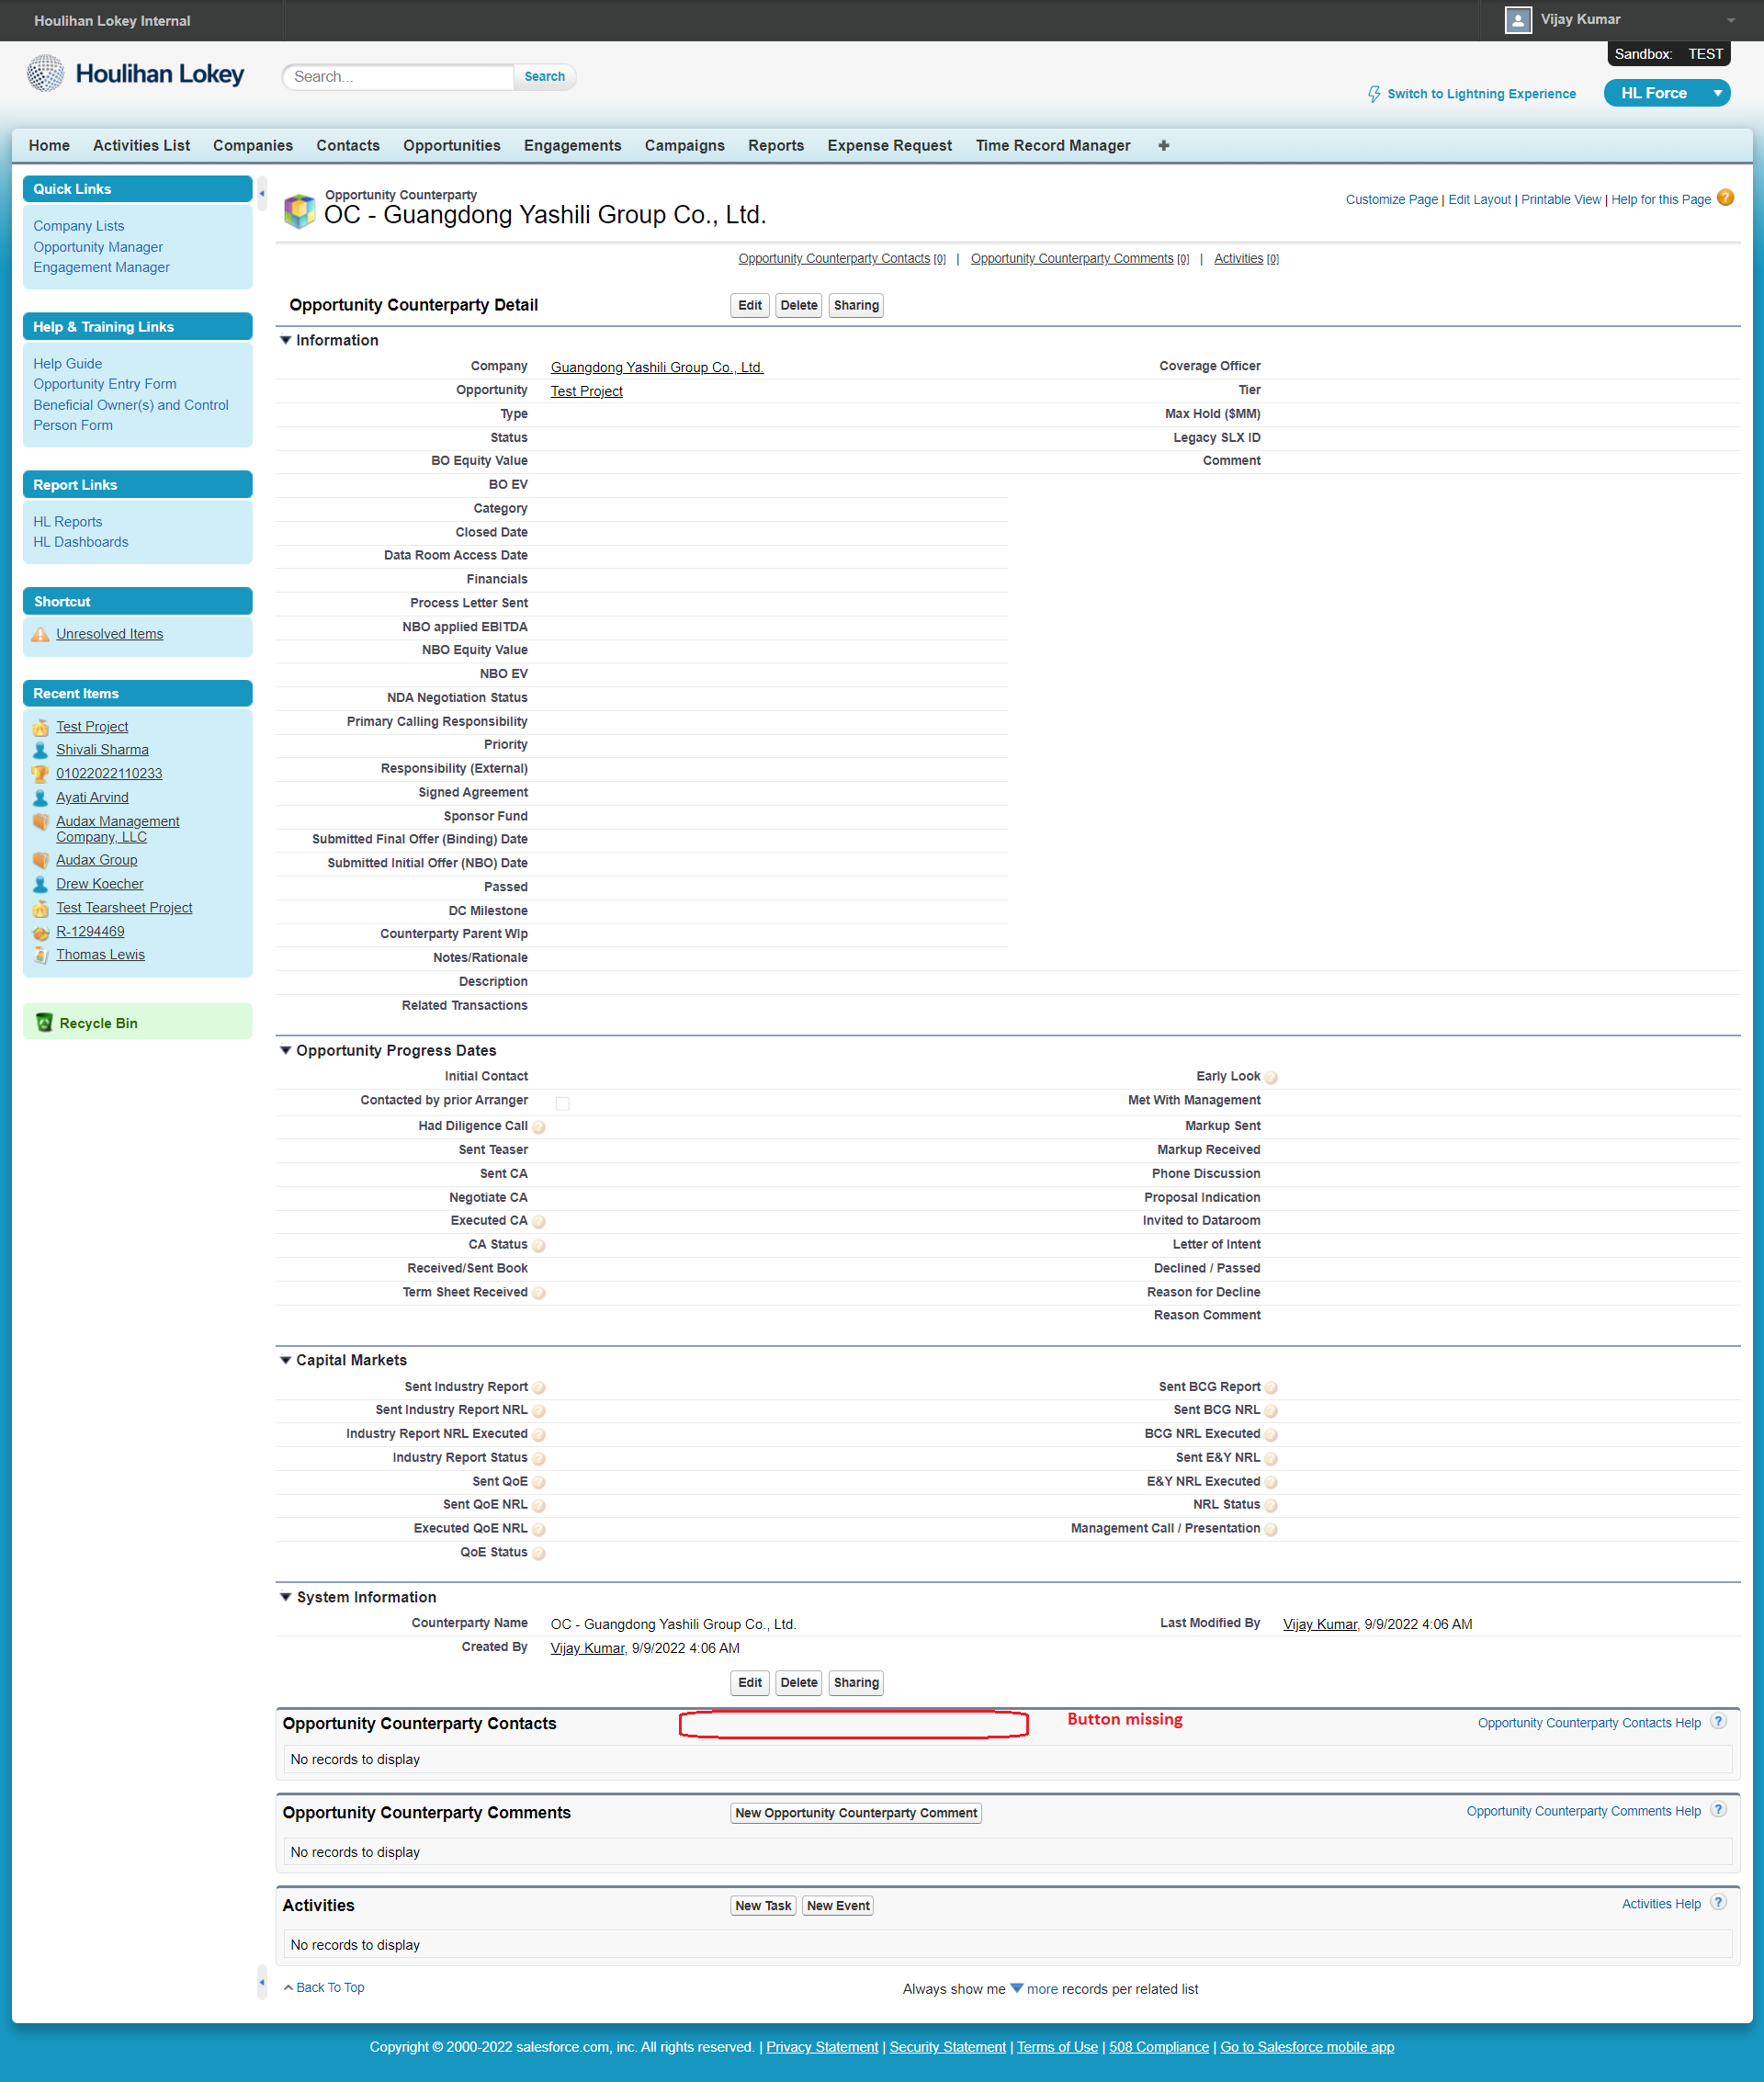 Houlihan Lokey Internal
Vijay Kumar
Sandbox: TEST
Houlihan Lokey
Search...
Search
Switch to Lightning Experience
HL Force
Home Activities List Companies Contacts Opportunities Engagements Campaigns Reports Expense Request Time Record Manager +
Quick Links
Company Lists
Opportunity Manager
Engagement Manager
Help & Training Links
Help Guide
Opportunity Entry Form
Beneficial Owner(s) and Control
Person Form
Report Links
HL Reports
HL Dashboards
Shortcut
Unresolved Items
Recent Items
Test Project
Shivali Sharma
01022022110233
Ayati Arvind
Audax Management
Company, LLC
Audax Group
Drew Koecher
Test Tearsheet Project
R-1294469
Thomas Lewis
Recycle Bin
Opportunity Counterparty
OC - Guangdong Yashili Group Co., Ltd.
Customize Page | Edit Layout | Printable View | Help for this Page ?
Opportunity Counterparty Contacts [0] | Opportunity Counterparty Comments [0] | Activities [0]
Opportunity Counterparty Detail Edit Delete Sharing
Information
Company Guangdong Yashili Group Co., Ltd. Coverage Officer
Opportunity Test Project Tier
Type Max Hold ($MM)
Status Legacy SLX ID
BO Equity Value Comment
BO EV
Category
Closed Date
Data Room Access Date
Financials
Process Letter Sent
NBO applied EBITDA
NBO Equity Value
NBO EV
NDA Negotiation Status
Primary Calling Responsibility
Priority
Responsibility (External)
Signed Agreement
Sponsor Fund
Submitted Final Offer (Binding) Date
Submitted Initial Offer (NBO) Date
Passed
DC Milestone
Counterparty Parent Wlp
Notes/Rationale
Description
Related Transactions
Opportunity Progress Dates
Initial Contact Early Look ?
Contacted by prior Arranger Met With Management
Had Diligence Call ? Markup Sent
Sent Teaser Markup Received
Sent CA Phone Discussion
Negotiate CA Proposal Indication
Executed CA ? Invited to Dataroom
CA Status ? Letter of Intent
Received/Sent Book Declined / Passed
Term Sheet Received ? Reason for Decline
Reason Comment
Capital Markets
Sent Industry Report ? Sent BCG Report ?
Sent Industry Report NRL ? Sent BCG NRL ?
Industry Report NRL Executed ? BCG NRL Executed ?
Industry Report Status ? Sent E&Y NRL ?
Sent QoE ? E&Y NRL Executed ?
Sent QoE NRL ? NRL Status ?
Executed QoE NRL ? Management Call / Presentation ?
QoE Status ?
System Information
Counterparty Name OC - Guangdong Yashili Group Co., Ltd. Last Modified By Vijay Kumar, 9/9/2022 4:06 AM
Created By Vijay Kumar, 9/9/2022 4:06 AM
Edit Delete Sharing
Opportunity Counterparty Contacts Button missing Opportunity Counterparty Contacts Help ?
No records to display
Opportunity Counterparty Comments New Opportunity Counterparty Comment Opportunity Counterparty Comments Help ?
No records to display
Activities New Task New Event Activities Help ?
No records to display
Back To Top Always show me more records per related list
Copyright © 2000-2022 salesforce.com, inc. All rights reserved. | Privacy Statement | Security Statement | Terms of Use | 508 Compliance | Go to Salesforce mobile app